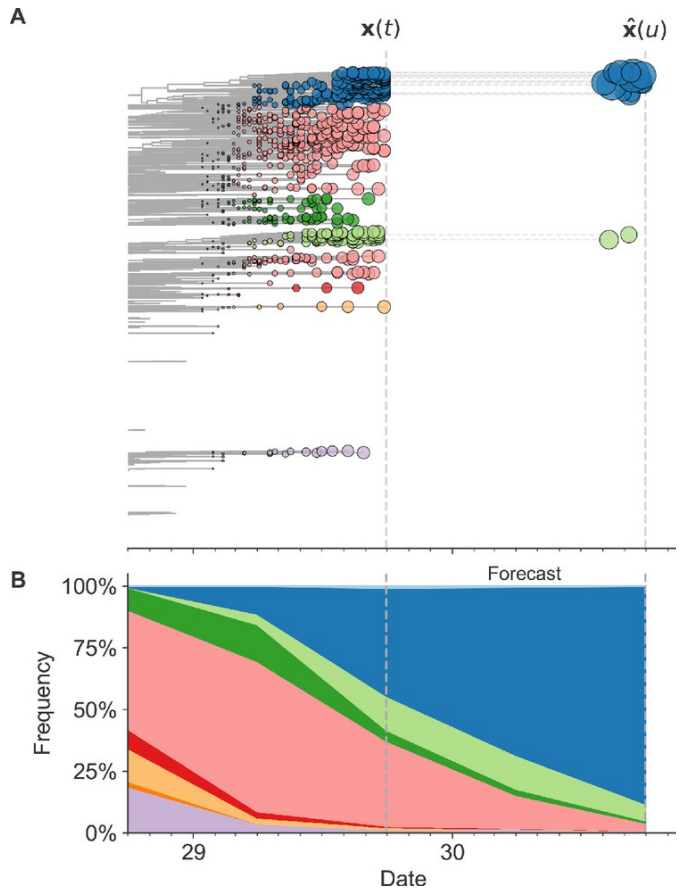 A
x(t)
x̂(u)
B
Forecast
100%
75%
50%
25%
0%
Frequency
29
30
Date